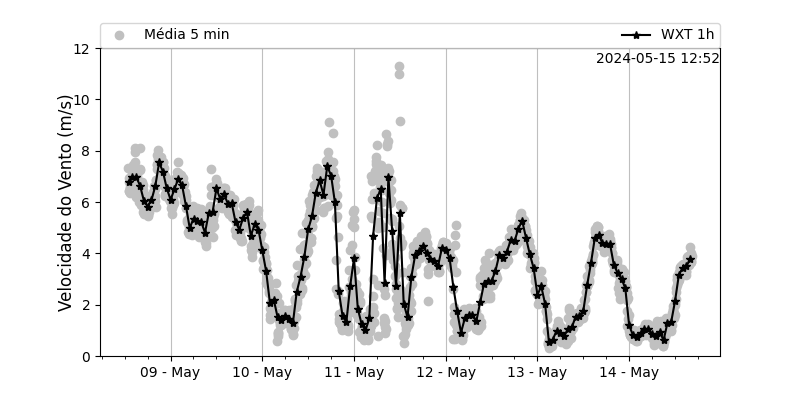 Média 5 min
WXT 1h
2024-05-15 12:52
Velocidade do Vento (m/s)
12
10
8
6
4
2
0
09 - May
10 - May
11 - May
12 - May
13 - May
14 - May